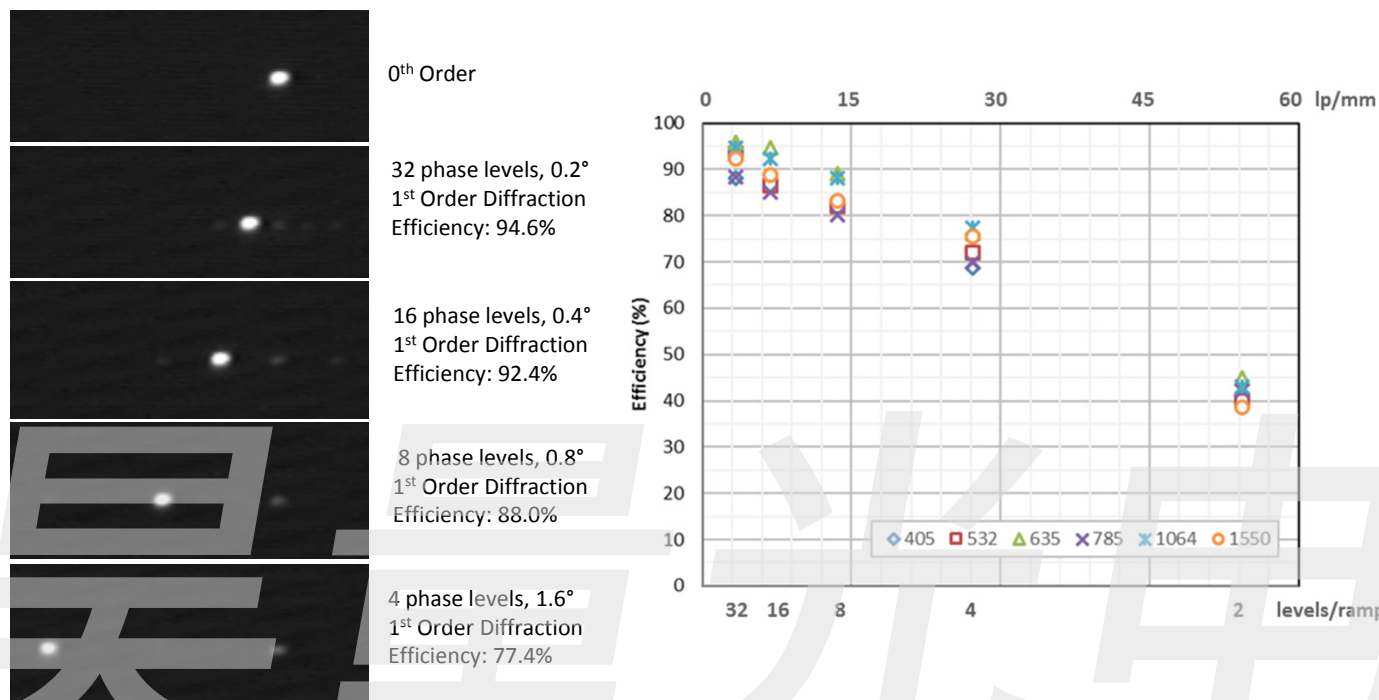 0th Order
32 phase levels, 0.2°
1st Order Diffraction
Efficiency: 94.6%
16 phase levels, 0.4°
1st Order Diffraction
Efficiency: 92.4%
8 phase levels, 0.8°
1st Order Diffraction
Efficiency: 88.0%
4 phase levels, 1.6°
1st Order Diffraction
Efficiency: 77.4%
0 15 30 45 60 lp/mm
100
90
80
70
60
50
40
30
20
10
0
Efficiency (%)
405 532 635 785 1064 1550
32 16 8 4 2 levels/ramp
昊量光电